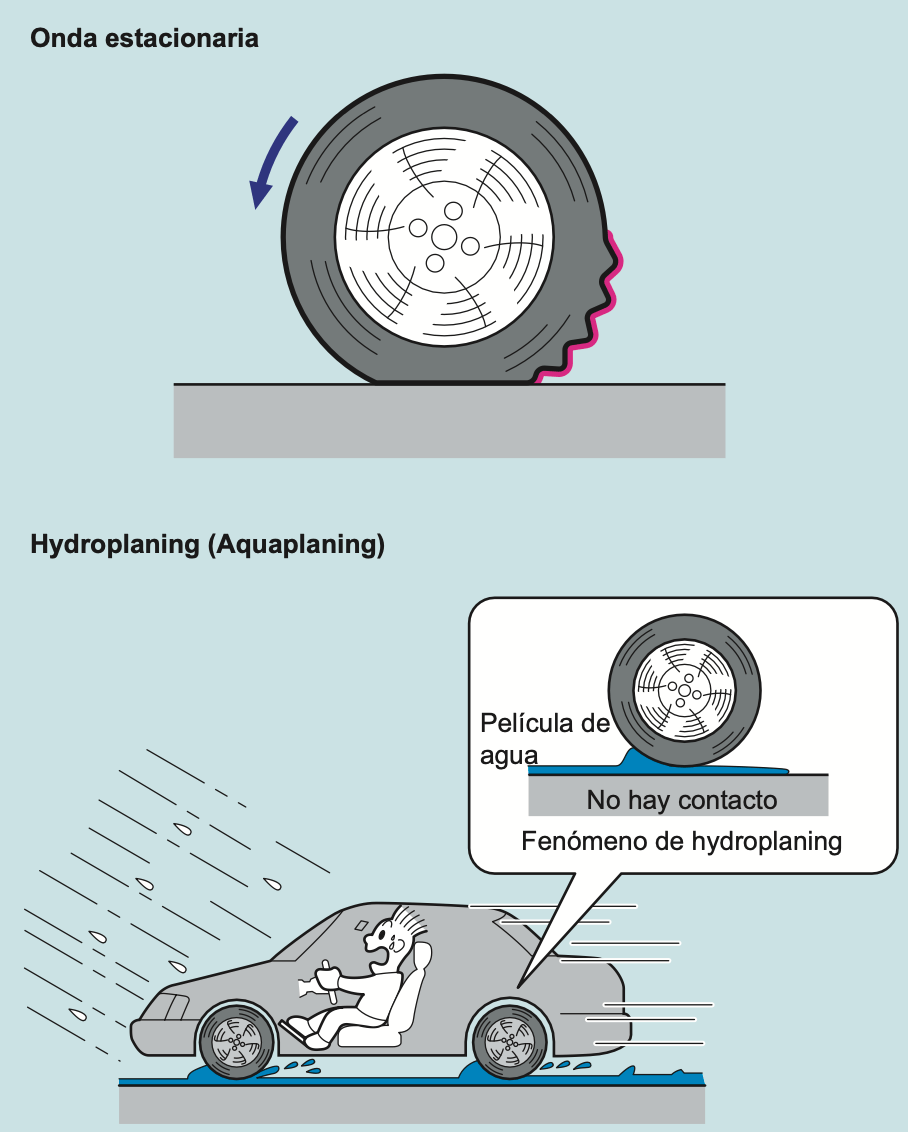 Onda estacionaria
Hydroplaning (Aquaplaning)
Película de
agua
No hay contacto
Fenómeno de hydroplaning